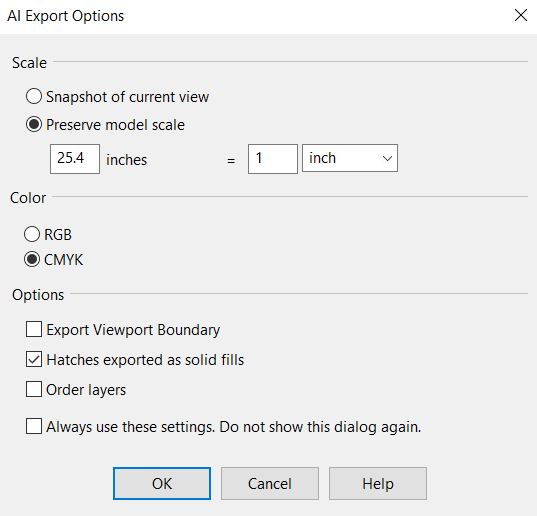 AI Export Options
Scale
Snapshot of current view
Preserve model scale
25.4 inches = 1 inch
Color
RGB
CMYK
Options
Export Viewport Boundary
Hatches exported as solid fills
Order layers
Always use these settings. Do not show this dialog again.
OK Cancel Help